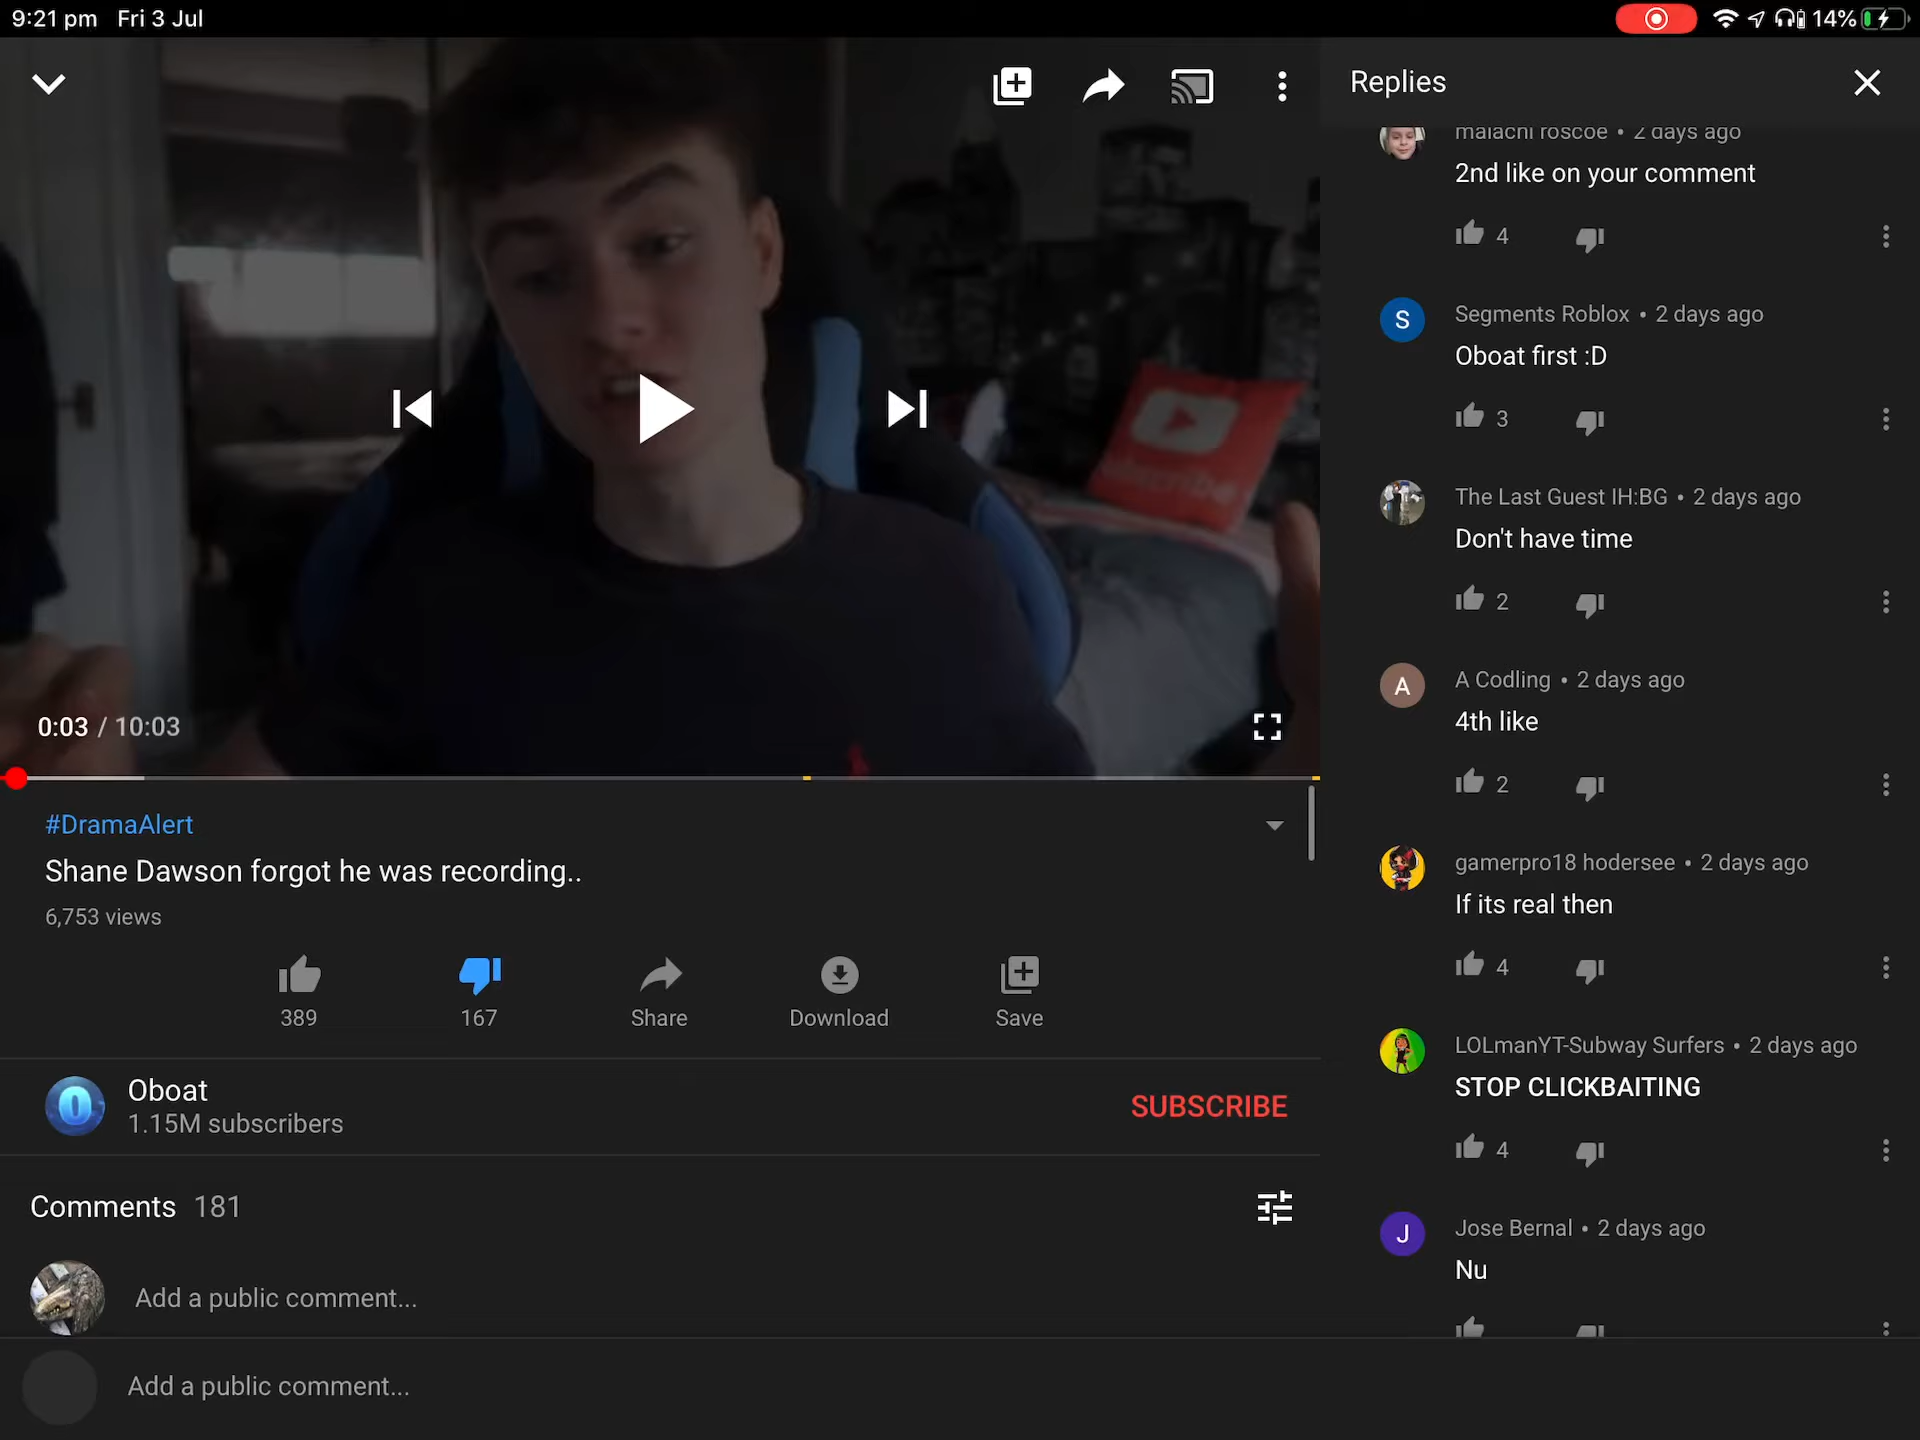 9:21 pm Fri 3 Jul
14%
Replies
malachi roscoe • 2 days ago
2nd like on your comment
4
Segments Roblox • 2 days ago
S
Oboat first :D
3
The Last Guest IH:BG • 2 days ago
Don't have time
2
A Codling • 2 days ago
A
4th like
2
gamerpro18 hodersee • 2 days ago
If its real then
4
LOLmanYT-Subway Surfers • 2 days ago
STOP CLICKBAITING
4
Jose Bernal • 2 days ago
J
Nu
subscribe
0:03 / 10:03
#DramaAlert
Shane Dawson forgot he was recording..
6,753 views
389
167
Share
Download
Save
Oboat
1.15M subscribers
SUBSCRIBE
Comments 181
Add a public comment...
Add a public comment...